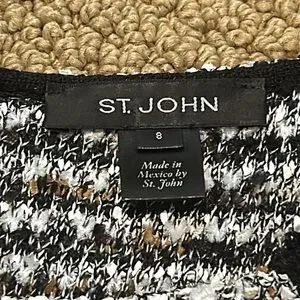 ST. JOHN
8
Made in
Mexico by
St. John